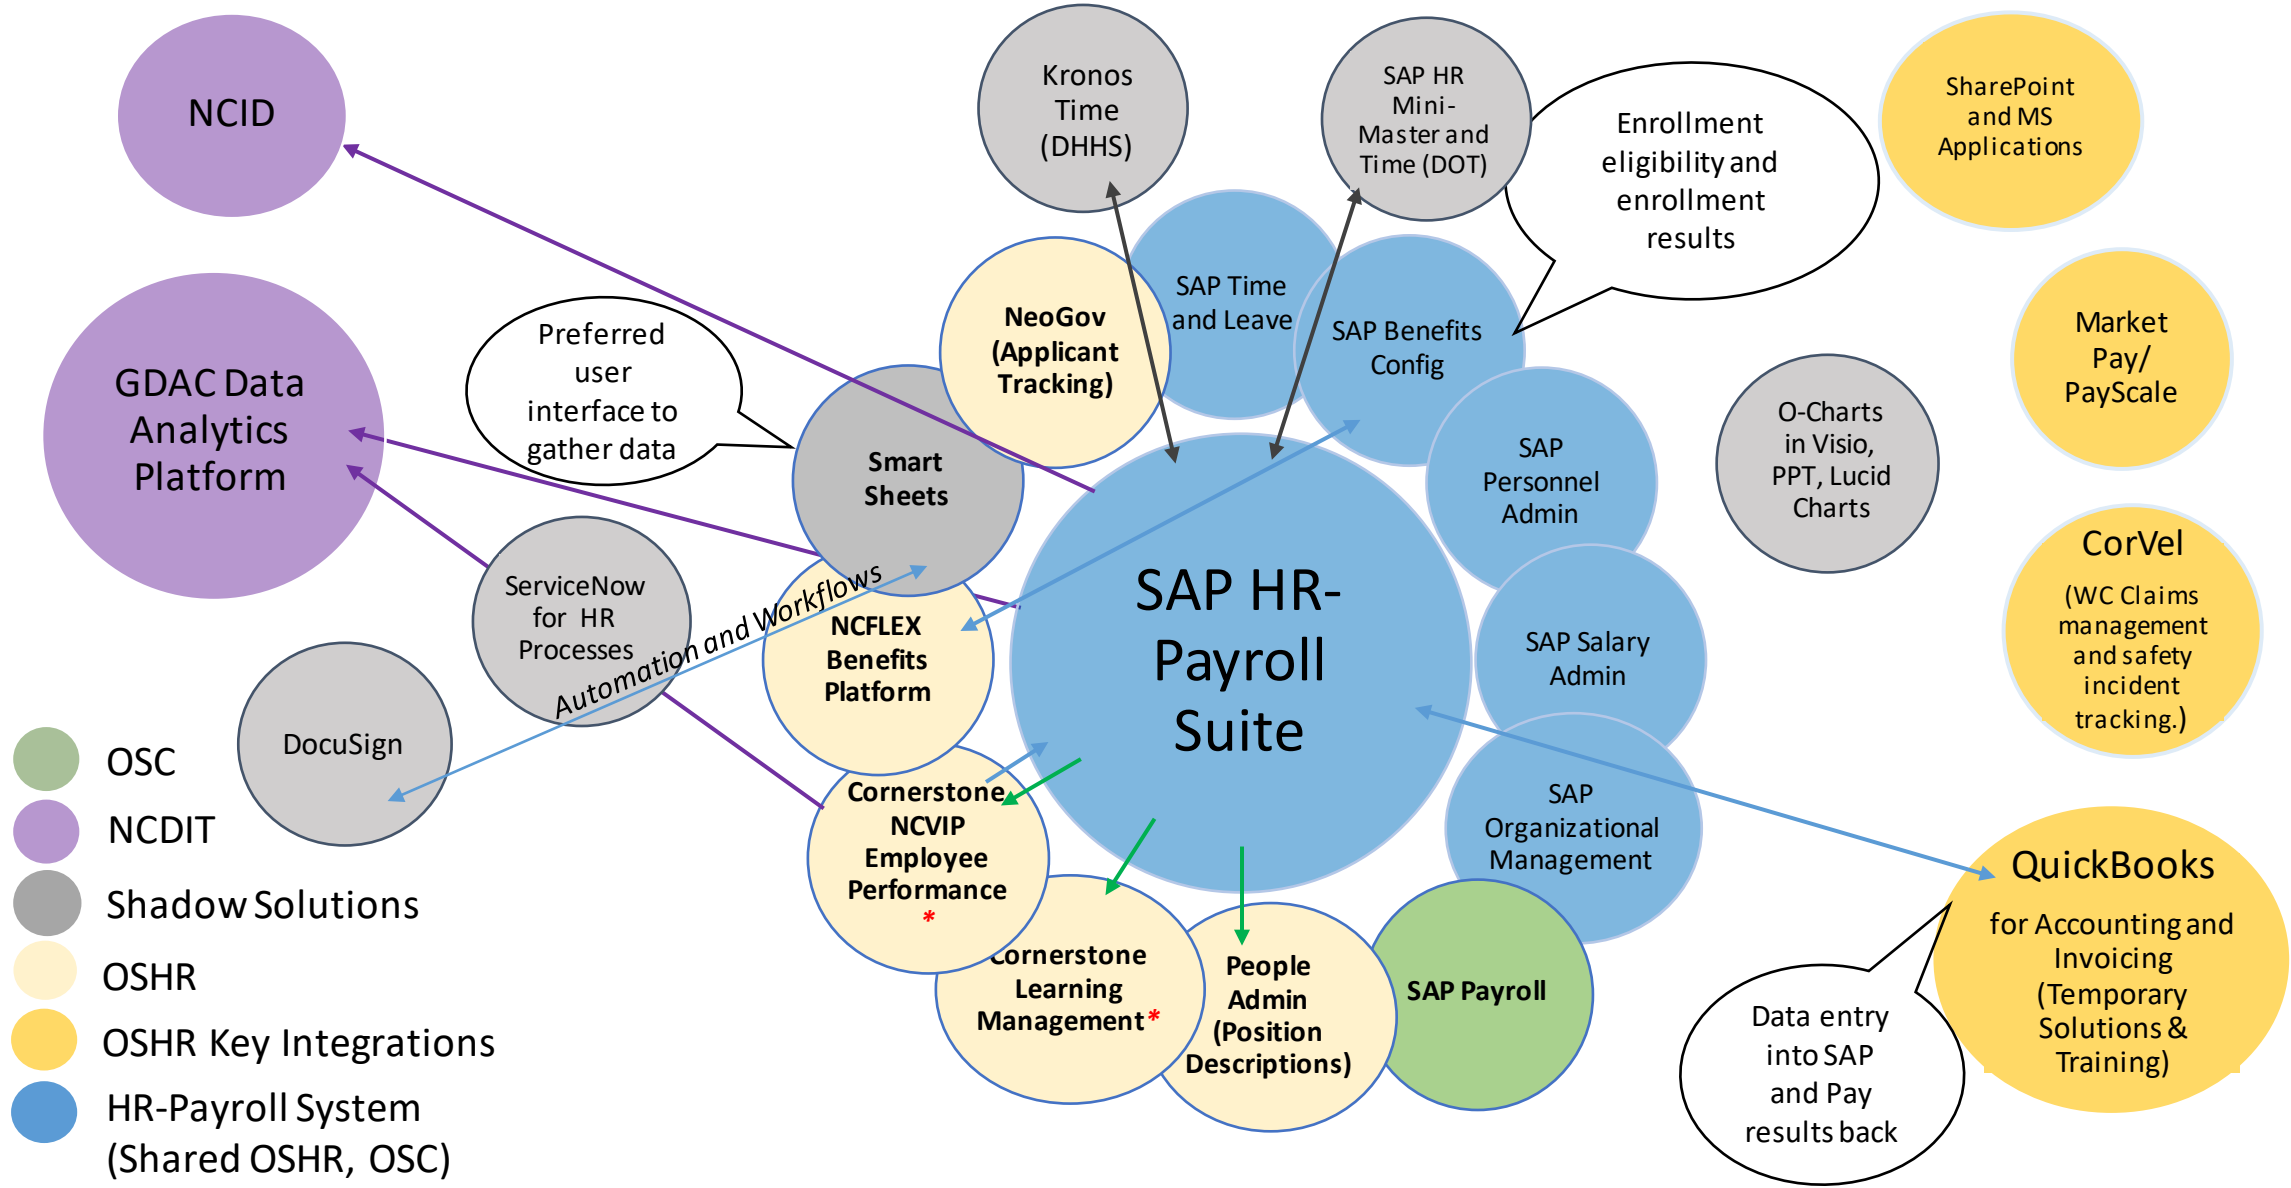 NCID
GDAC Data
Analytics
Platform
Preferred
user
interface to
gather data
Kronos
Time
(DHHS)
SAP HR
Mini-
Master and
Time (DOT)
Enrollment
eligibility and
enrollment
results
SharePoint
and MS
Applications
NeoGov
(Applicant
Tracking)
SAP Time
and Leave
SAP Benefits
Config
Market
Pay/
PayScale
Smart
Sheets
SAP
Personnel
Admin
O-Charts
in Visio,
PPT, Lucid
Charts
ServiceNow
for HR
Processes
Automation and Workflows
NCFLEX
Benefits
Platform
SAP HR-
Payroll
Suite
SAP Salary
Admin
CorVel
(WC Claims
management
and safety
incident
tracking.)
DocuSign
Cornerstone
NCVIP
Employee
Performance
*
SAP
Organizational
Management
Cornerstone
Learning
Management*
People
Admin
(Position
Descriptions)
SAP Payroll
QuickBooks
for Accounting and
Invoicing
(Temporary
Solutions &
Training)
Data entry
into SAP
and Pay
results back
OSC
NCDIT
Shadow Solutions
OSHR
OSHR Key Integrations
HR-Payroll System
(Shared OSHR, OSC)